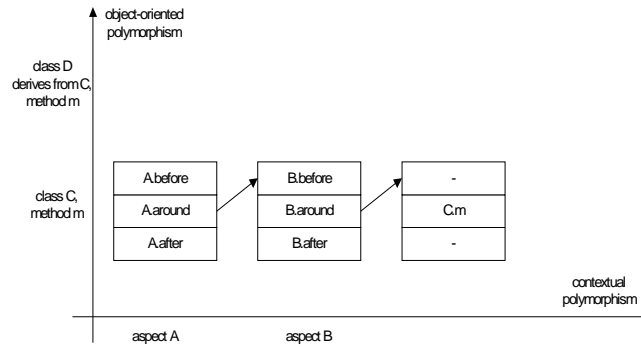 object-oriented
polymorphism
class D
derives from C,
method m
class C,
method m
A.before
A.around
A.after
B.before
B.around
B.after
-
C.m
-
contextual
polymorphism
aspect A
aspect B